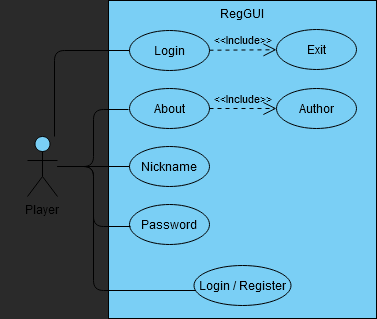 RegGUI
Login
<<Include>>
Exit
About
<<Include>>
Author
Nickname
Player
Password
Login / Register